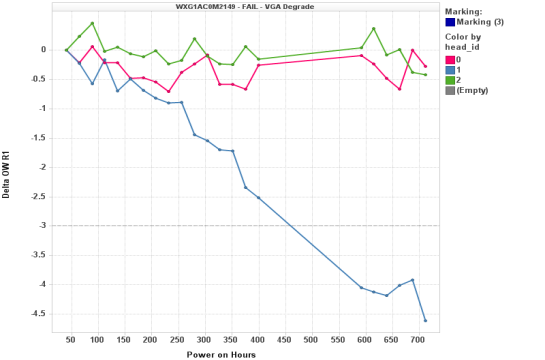 WXG1AC0M2149 - FAIL - VGA Degrade
Marking:
Marking (3)
Color by
head_id
0
1
2
(Empty)
Delta OW R1
0
-0.5
-1
-1.5
-2
-2.5
-3
-3.5
-4
-4.5
50 100 150 200 250 300 350 400 450 500 550 600 650 700
Power on Hours